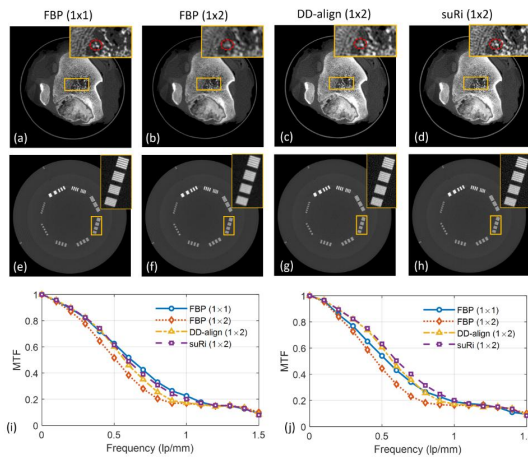 FBP (1x1) FBP (1x2) DD-align (1x2) suRi (1x2)
(a) (b) (c) (d)
(e) (f) (g) (h)
(i)
MTF
1
0.8
0.6
0.4
0.2
0
0 0.5 1 1.5
Frequency (lp/mm)
FBP (1×1)
FBP (1×2)
DD-align (1×2)
suRi (1×2)
(j)
MTF
1
0.8
0.6
0.4
0.2
0
0 0.5 1 1.
Frequency (lp/mm)
FBP (1×1)
FBP (1×2)
DD-align (1×2)
suRi (1×2)